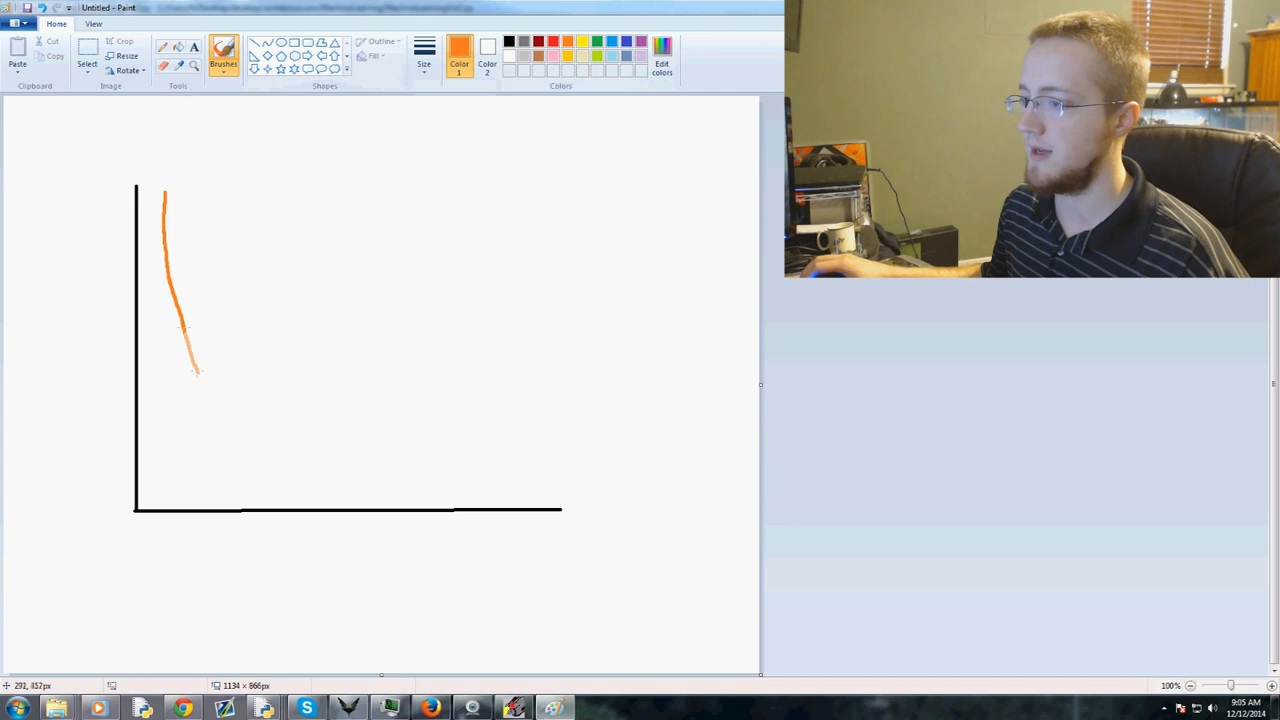 Untitled - Paint
Home View
Paste
Cut
Copy
Clipboard
Select
Crop
Resize
Rotate
Image
A
Tools
Brushes
Outline
Fill
Shapes
Size
Color
1
Color
2
Edit
colors
Colors
1134 × 866px
100%
9:05 AM
12/12/2014